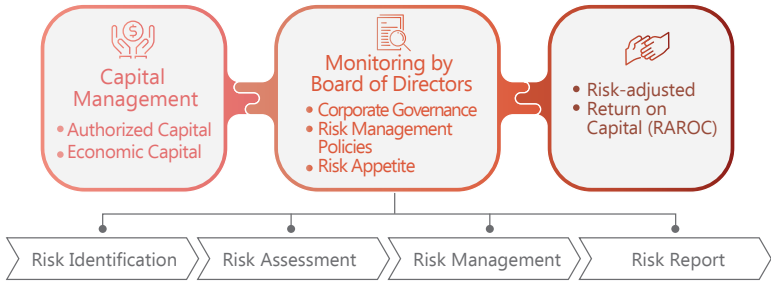 $
Capital
Management
• Authorized Capital
• Economic Capital
Monitoring by
Board of Directors
• Corporate Governance
• Risk Management
Policies
• Risk Appetite
• Risk-adjusted
• Return on
Capital (RAROC)
Risk Identification
Risk Assessment
Risk Management
Risk Report